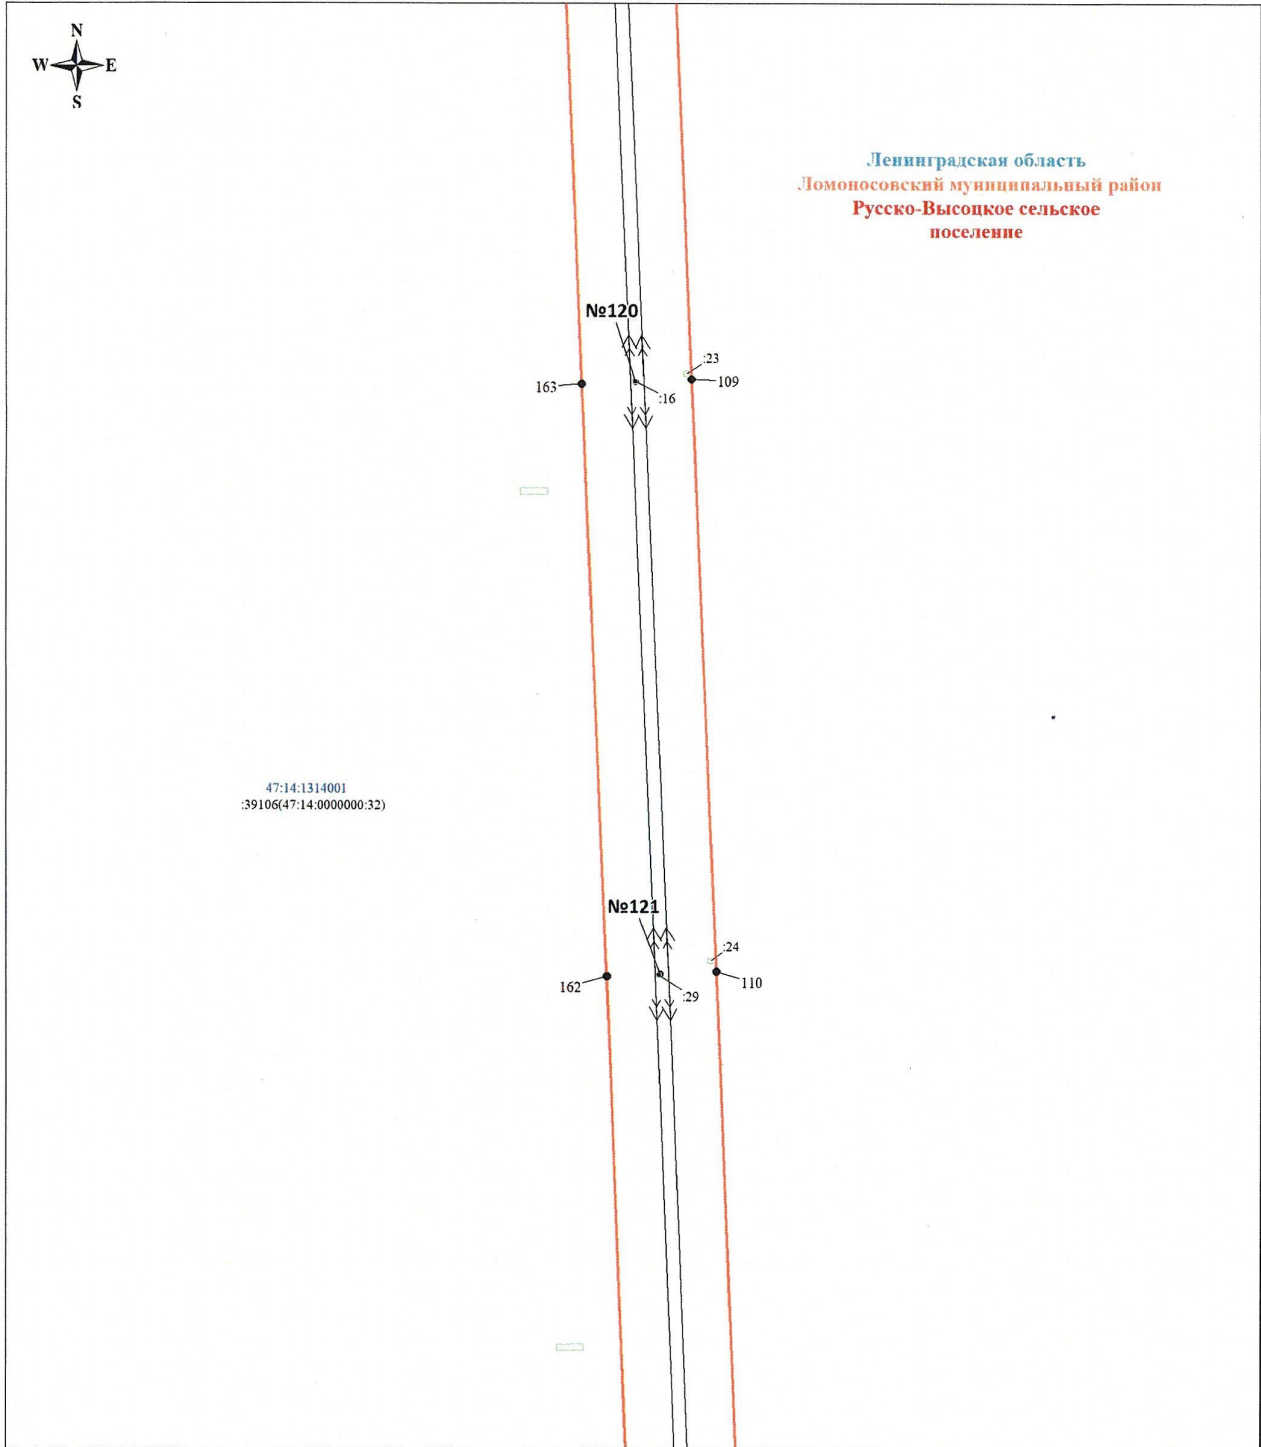 N
W E
S
Ленинградская область
Ломоносовский муниципальный район
Русско-Высоцкое сельское
поселение
№120
:23
163
109
:16
47:14:1314001
:39106(47:14:0000000:32)
№121
:24
162
110
:29